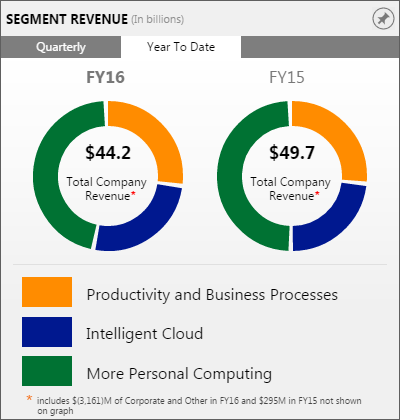 SEGMENT REVENUE (In billions)
Quarterly Year To Date
FY16 FY15
$44.2 $49.7
Total Company Total Company
Revenue* Revenue*
Productivity and Business Processes
Intelligent Cloud
More Personal Computing
* includes $(3,161)M of Corporate and Other in FY16 and $295M in FY15 not shown
on graph